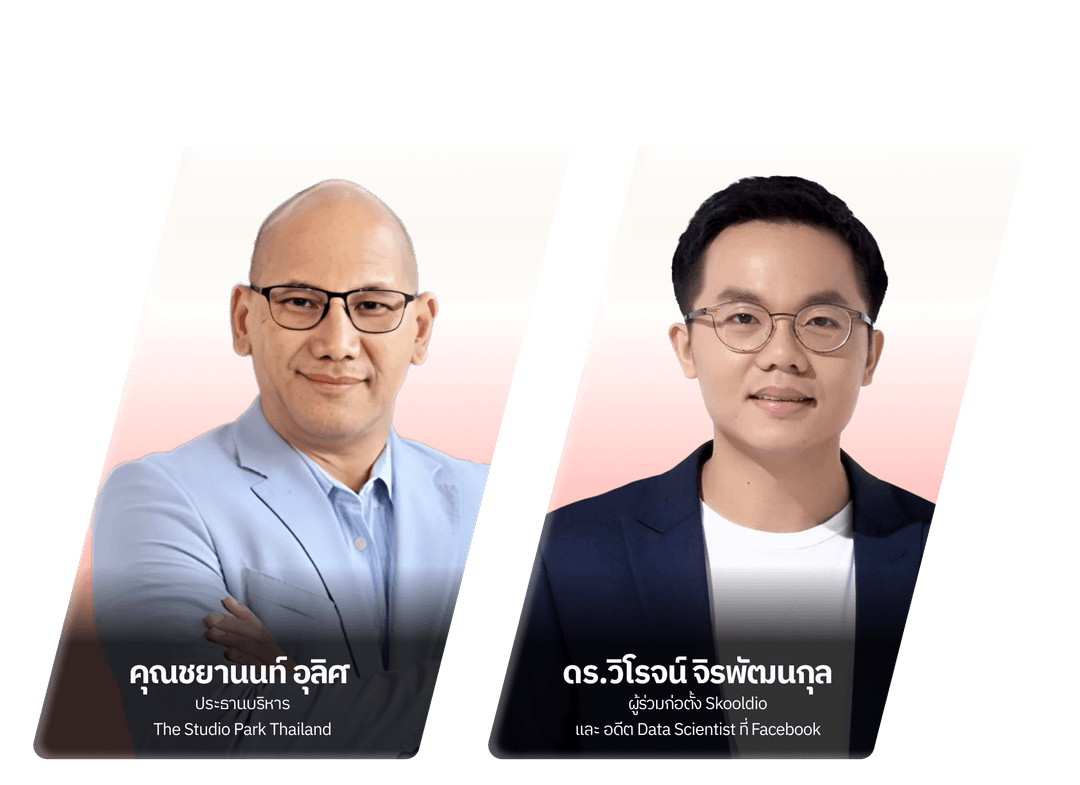 คุณชยานนท์ อุลิศ
ประธานบริหาร
The Studio Park Thailand
ดร.วิโรจน์ จิรพัฒนกุล
ผู้ร่วมก่อตั้ง Skooldio
และ อดีต Data Scientist ที่ Facebook